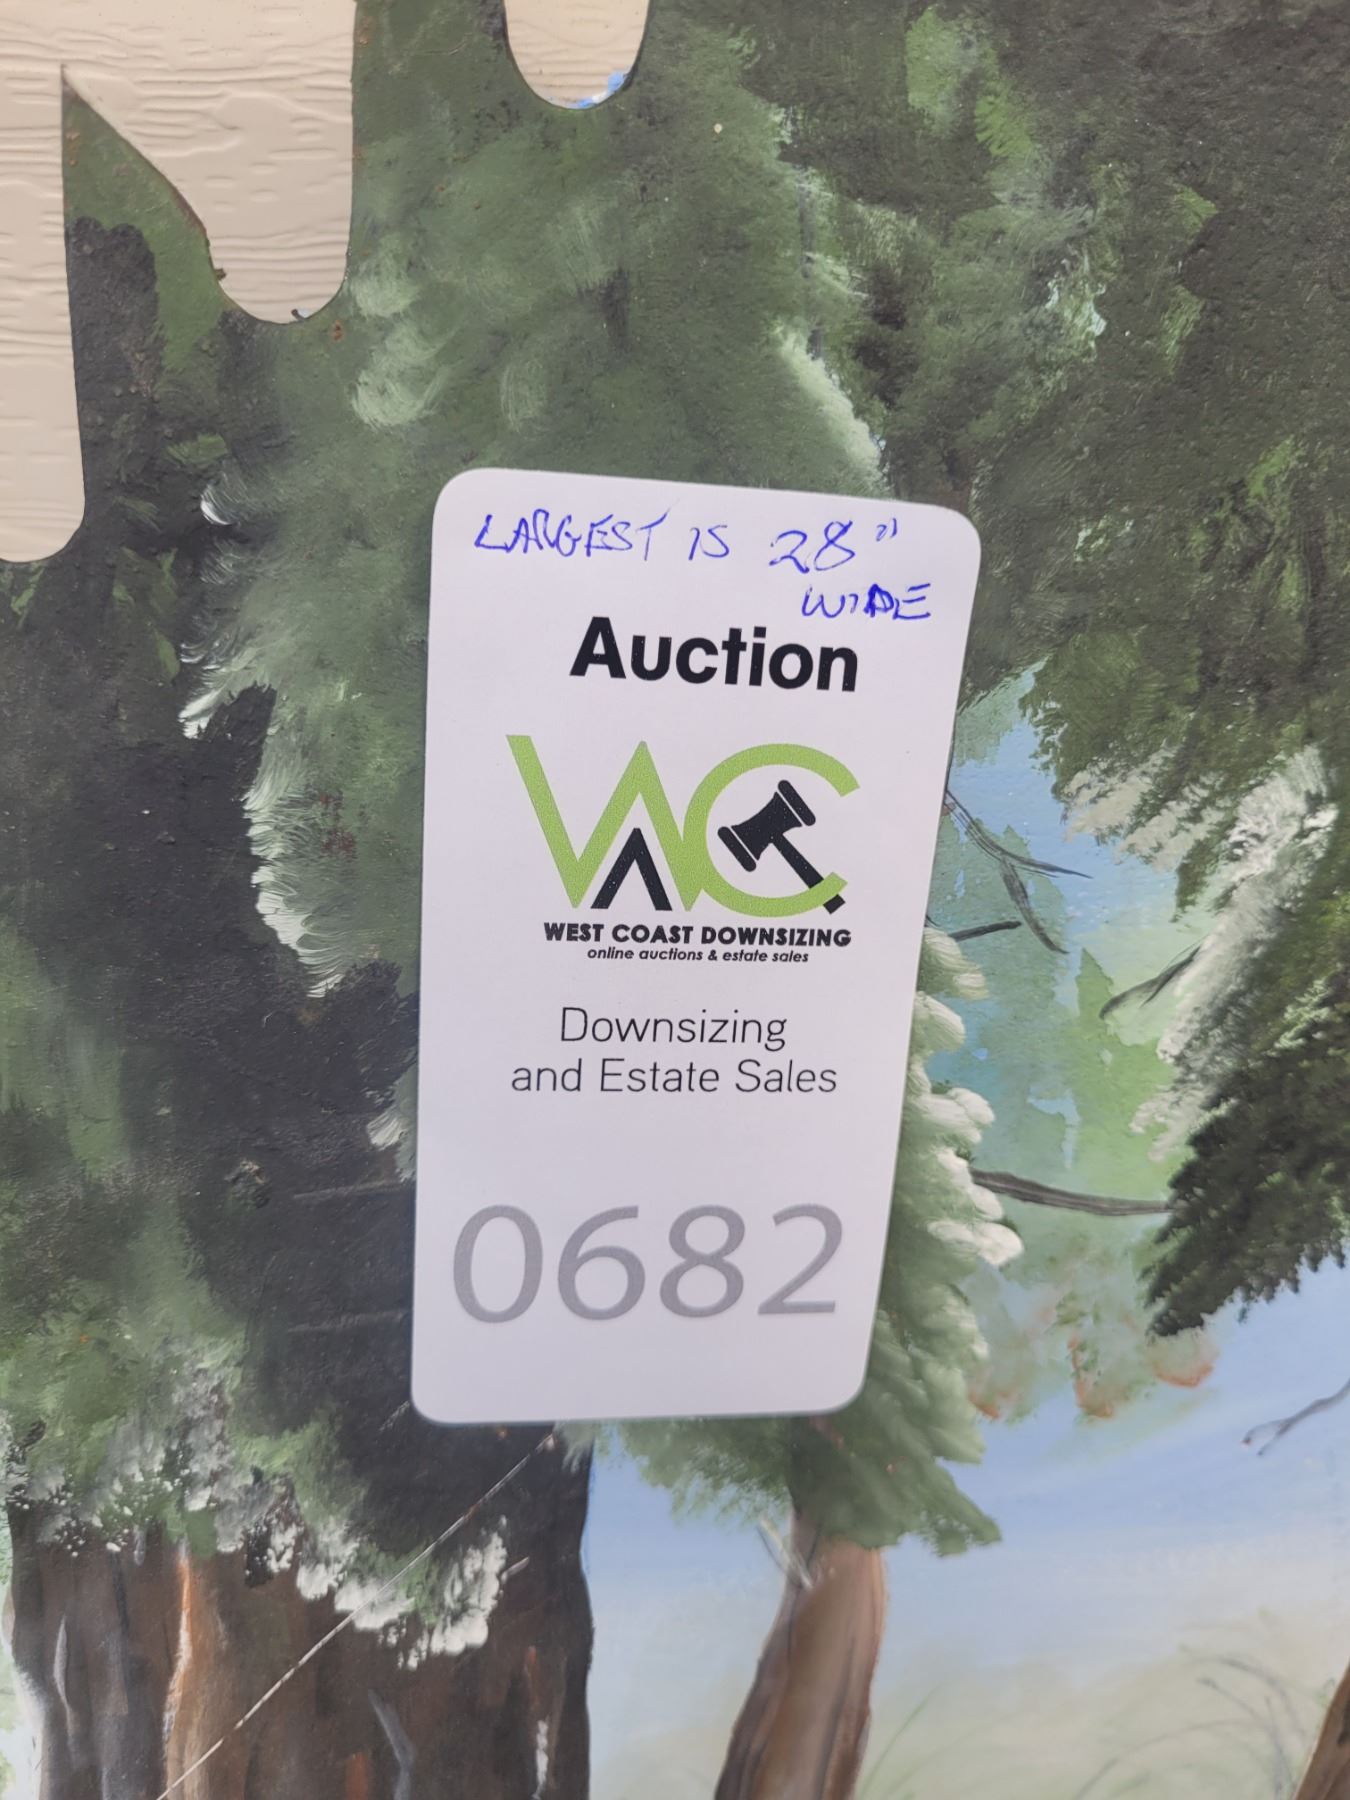 LARGEST IS 28"
WIDE
Auction
WC
WEST COAST DOWNSIZING
online auctions & estate sales
Downsizing
and Estate Sales
0682